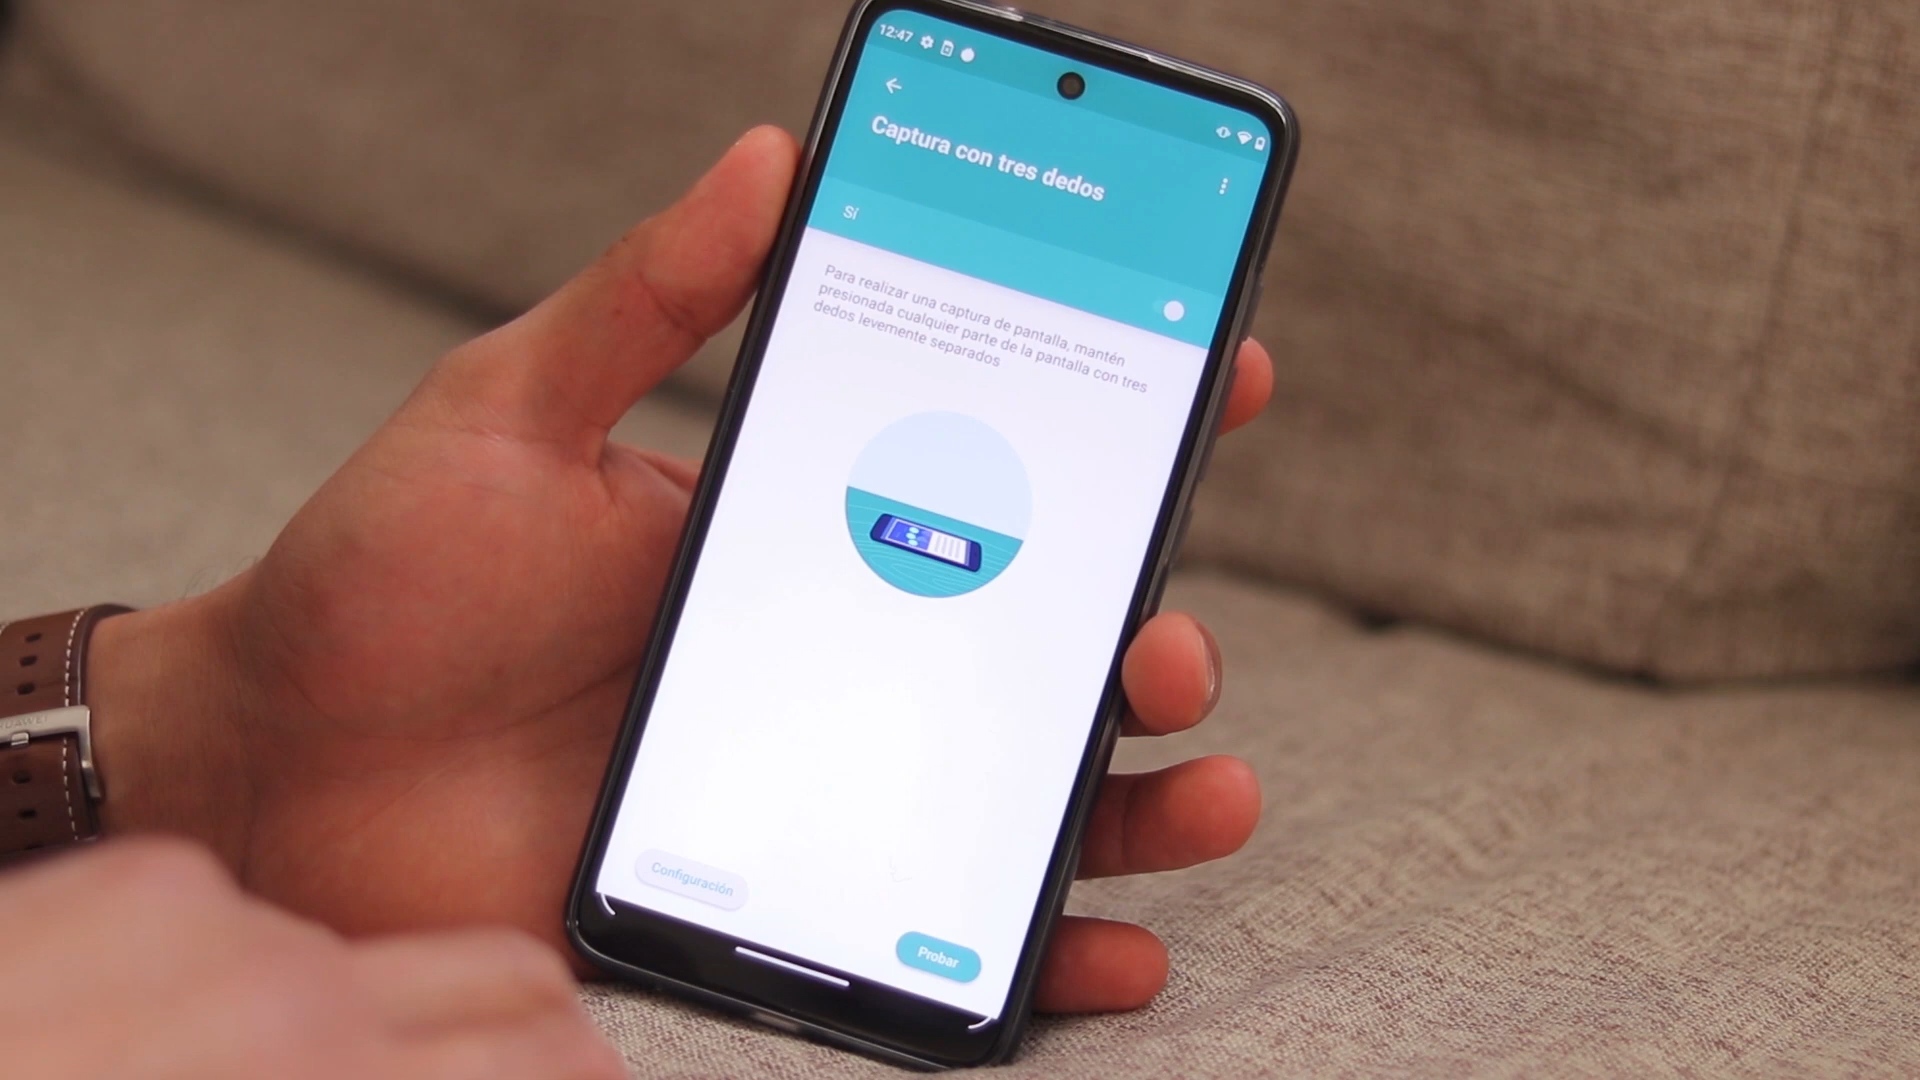 12:47
Captura con tres dedos
Sí
Para realizar una captura de pantalla, mantén
presionada cualquier parte de la pantalla con tres
dedos levemente separados
Configuración
Probar
HUAWEI